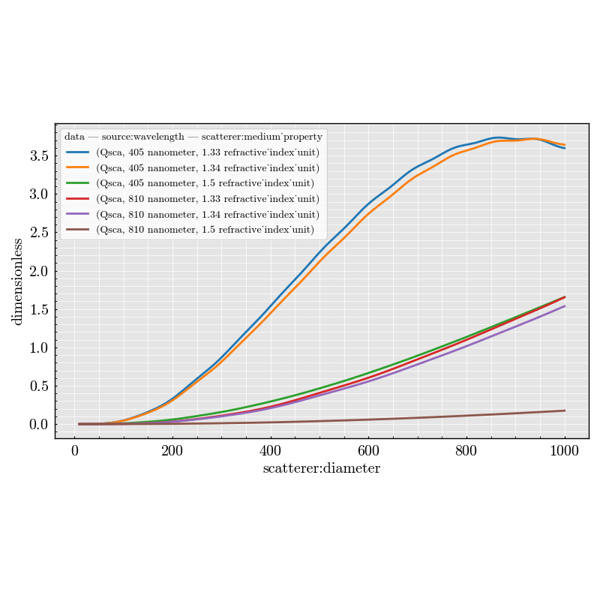 data — source:wavelength — scatterer:medium˙property
(Qsca, 405 nanometer, 1.33 refractive˙index˙unit)
(Qsca, 405 nanometer, 1.34 refractive˙index˙unit)
(Qsca, 405 nanometer, 1.5 refractive˙index˙unit)
(Qsca, 810 nanometer, 1.33 refractive˙index˙unit)
(Qsca, 810 nanometer, 1.34 refractive˙index˙unit)
(Qsca, 810 nanometer, 1.5 refractive˙index˙unit)
3.5
3.0
2.5
2.0
1.5
1.0
0.5
0.0
dimensionless
0 200 400 600 800 1000
scatterer:diameter